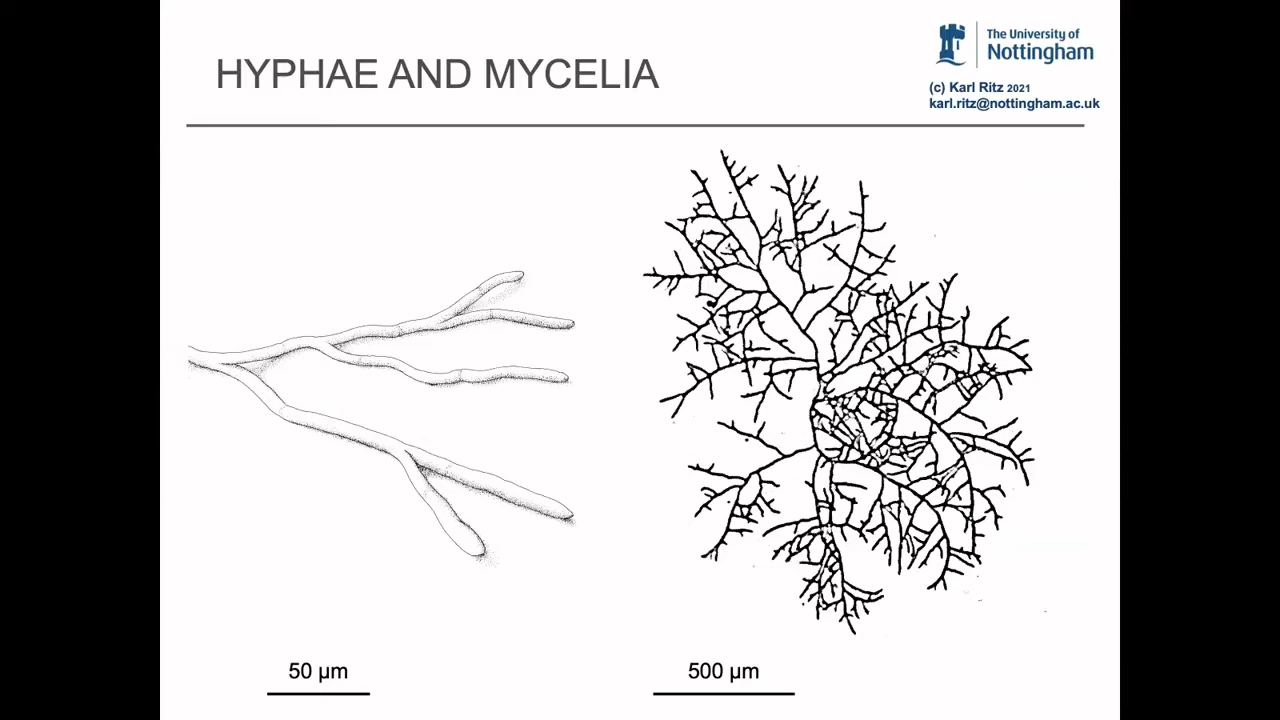 HYPHAE AND MYCELIA
The University of
Nottingham
(c) Karl Ritz 2021
karl.ritz@nottingham.ac.uk
50 µm
500 µm